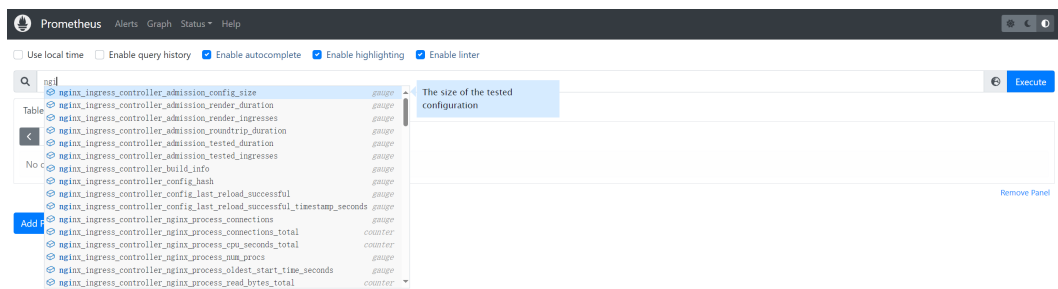 Prometheus Alerts Graph Status Help
Use local time Enable query history Enable autocomplete Enable highlighting Enable linter
ngi Execute
nginx_ingress_controller_admission_config_size gauge
The size of the tested configuration
nginx_ingress_controller_admission_render_duration gauge
Table
nginx_ingress_controller_admission_render_ingresses gauge
nginx_ingress_controller_admission_roundtrip_duration gauge
nginx_ingress_controller_admission_tested_duration gauge
nginx_ingress_controller_admission_tested_ingresses gauge
No
nginx_ingress_controller_build_info gauge
nginx_ingress_controller_config_hash gauge
nginx_ingress_controller_config_last_reload_successful gauge
Remove Panel
nginx_ingress_controller_config_last_reload_successful_timestamp_seconds gauge
nginx_ingress_controller_nginx_process_connections gauge
Add
nginx_ingress_controller_nginx_process_connections_total counter
nginx_ingress_controller_nginx_process_cpu_seconds_total counter
nginx_ingress_controller_nginx_process_num_procs gauge
nginx_ingress_controller_nginx_process_oldest_start_time_seconds gauge
nginx_ingress_controller_nginx_process_read_bytes_total counter